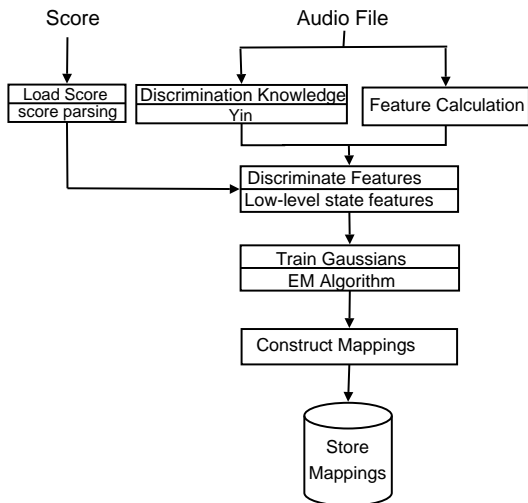 Score
Audio File
Load Score
score parsing
Discrimination Knowledge
Yin
Feature Calculation
Discriminate Features
Low-level state features
Train Gaussians
EM Algorithm
Construct Mappings
Store
Mappings